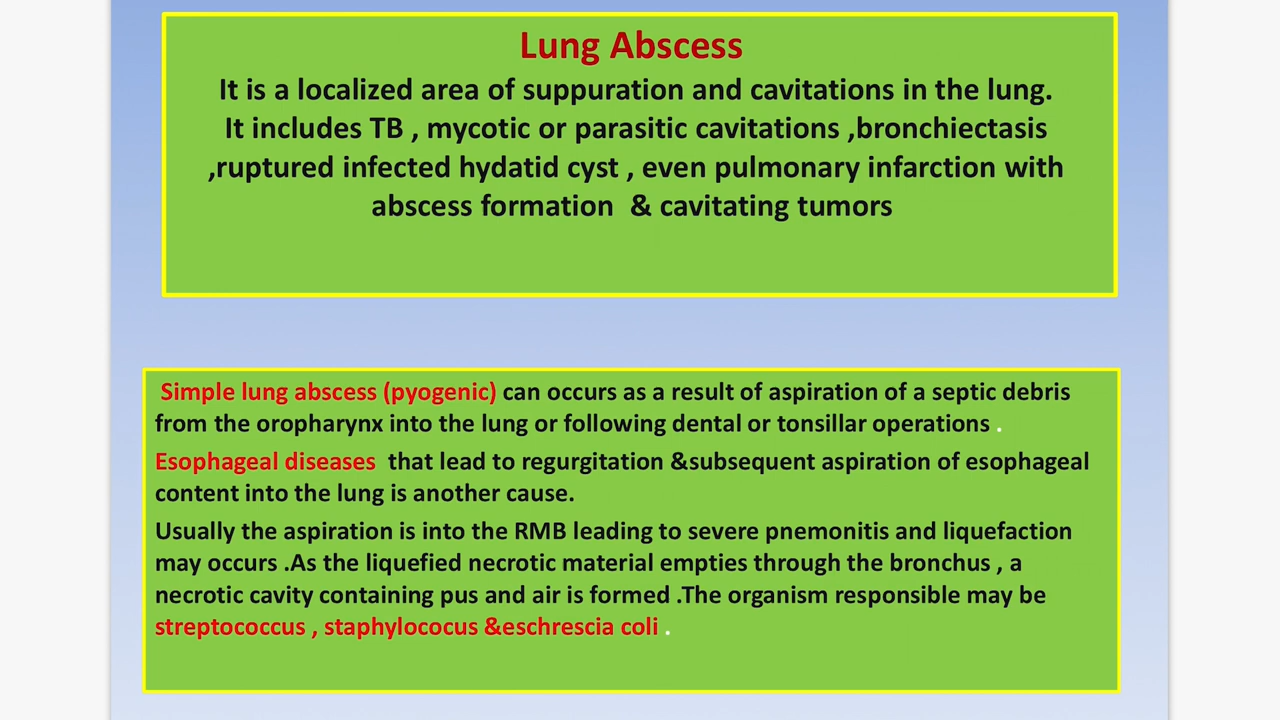 Lung Abscess
It is a localized area of suppuration and cavitations in the lung.
It includes TB , mycotic or parasitic cavitations ,bronchiectasis
,ruptured infected hydatid cyst , even pulmonary infarction with
abscess formation & cavitating tumors
Simple lung abscess (pyogenic) can occurs as a result of aspiration of a septic debris
from the oropharynx into the lung or following dental or tonsillar operations .
Esophageal diseases that lead to regurgitation &subsequent aspiration of esophageal
content into the lung is another cause.
Usually the aspiration is into the RMB leading to severe pnemonitis and liquefaction
may occurs .As the liquefied necrotic material empties through the bronchus , a
necrotic cavity containing pus and air is formed .The organism responsible may be
streptococcus , staphylococus &eschrescia coli .